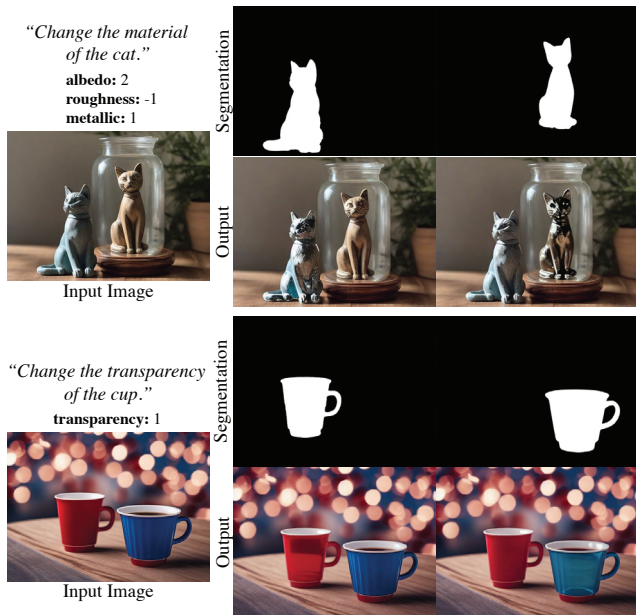 “Change the material
of the cat.”
albedo: 2
roughness: -1
metallic: 1
Input Image
Segmentation
Output
“Change the transparency
of the cup.”
transparency: 1
Input Image
Segmentation
Output